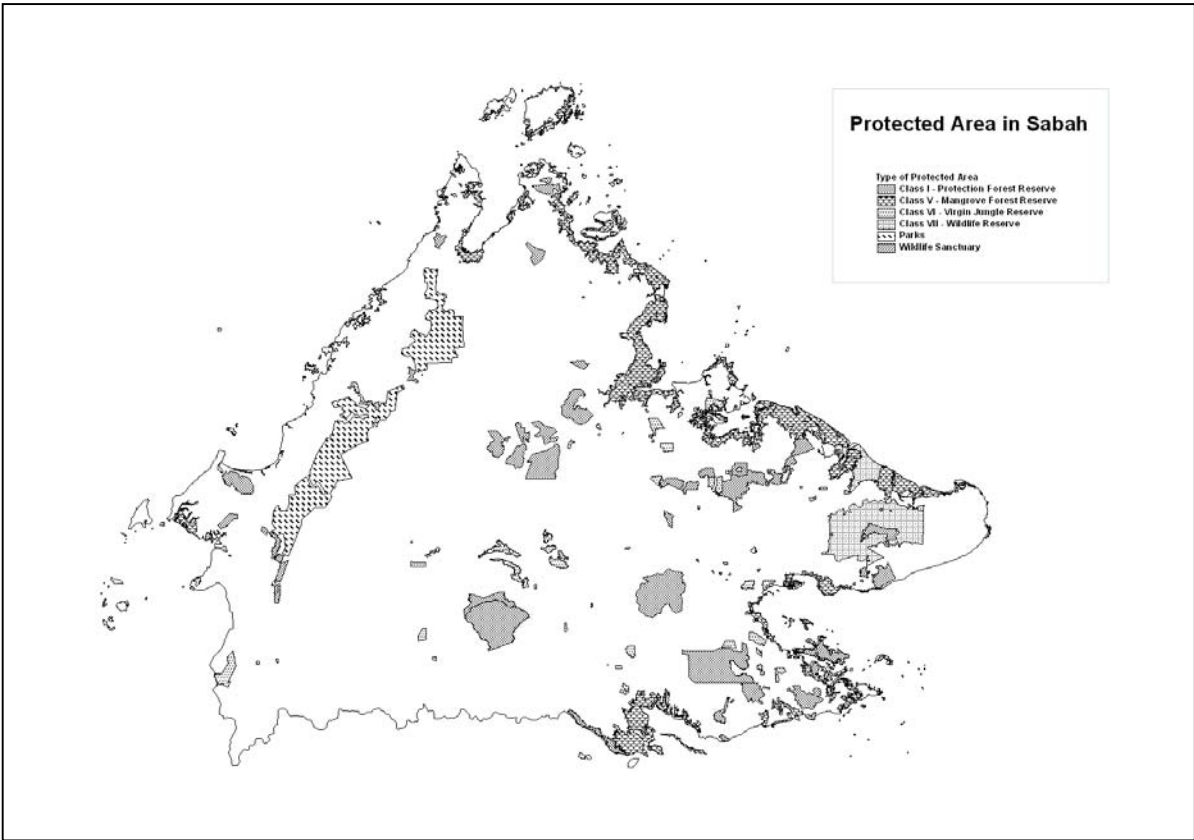 Protected Area in Sabah
Type of Protected Area
Class I - Protection Forest Reserve
Class V - Mangrove Forest Reserve
Class VI - Virgin Jungle Reserve
Class VII - Wildlife Reserve
Parks
Wildlife Sanctuary